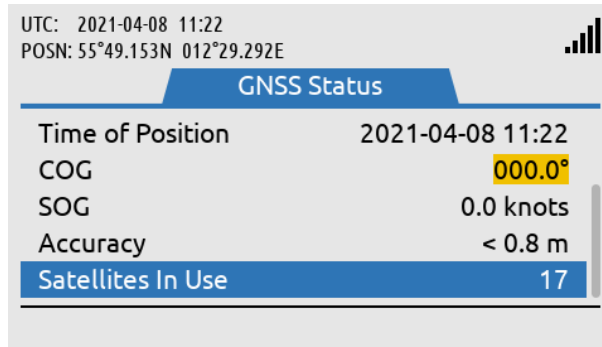 UTC: 2021-04-08 11:22
POSN: 55°49.153N 012°29.292E
GNSS Status
Time of Position 2021-04-08 11:22
COG 000.0°
SOG 0.0 knots
Accuracy < 0.8 m
Satellites In Use 17